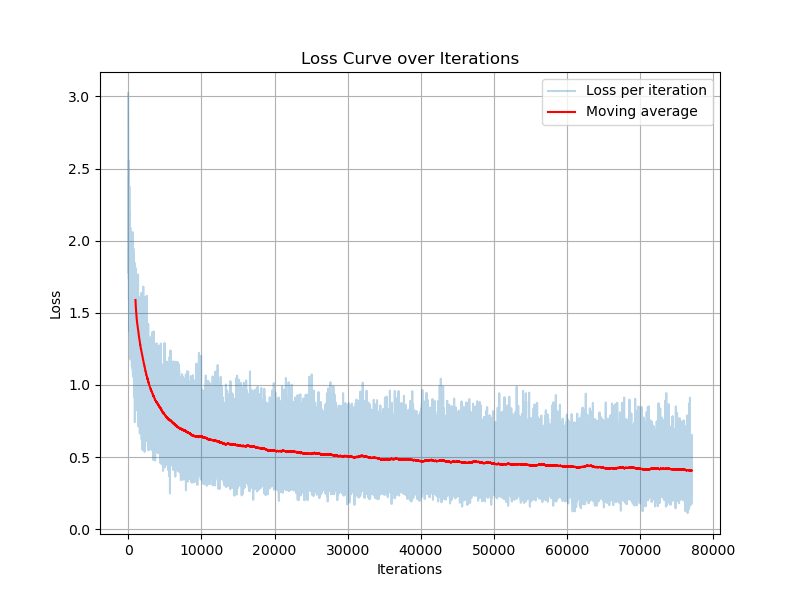 Loss Curve over Iterations
Loss per iteration
Moving average
3.0
2.5
2.0
1.5
1.0
0.5
0.0
Loss
0 10000 20000 30000 40000 50000 60000 70000 80000
Iterations